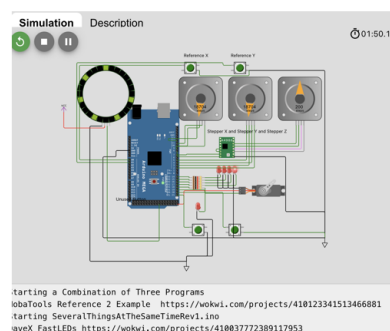 Simulation Description
01:50.1
Reference X Reference Y
Stepper X and Stepper Y and Stepper Z
tarting a Combination of Three Programs
MobaTools Reference 2 Example https://wokwi.com/projects/410123341513466881
tarting SeveralThingsAtTheSameTimeRev1.ino
aveX FastLEDs https://wokwi.com/projects/410037772389117953